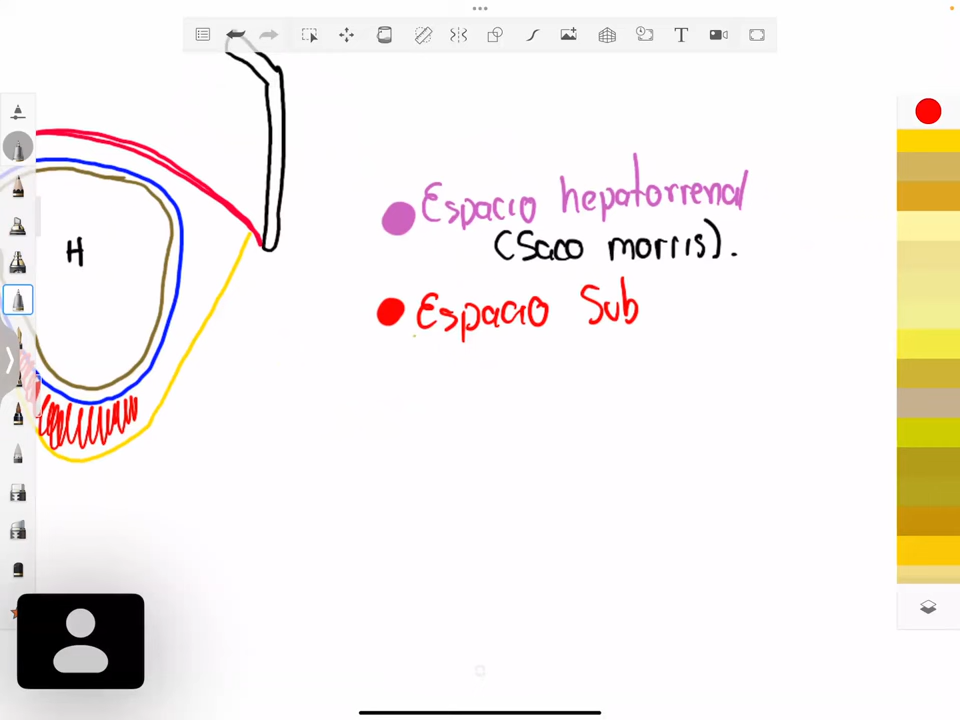 H
Espacio hepatorrenal
(Saco morris).
Espacio Sub
T